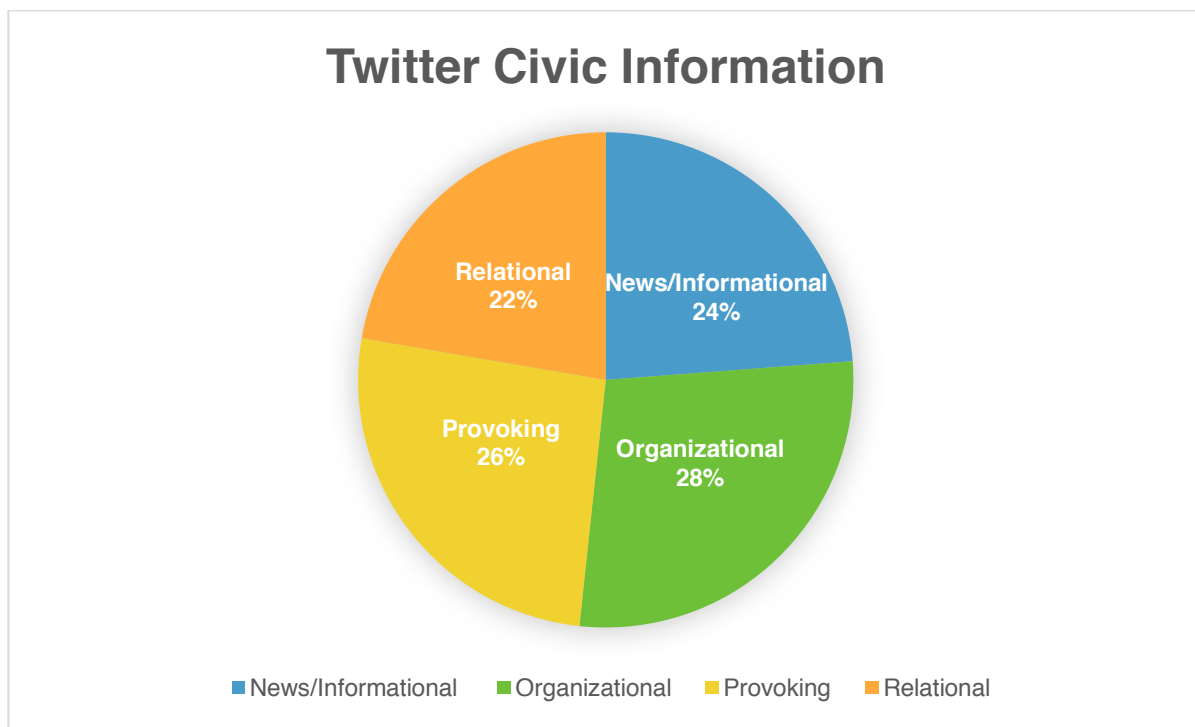 Twitter Civic Information
Relational
22%
News/Informational
24%
Provoking
26%
Organizational
28%
News/Informational Organizational Provoking Relational